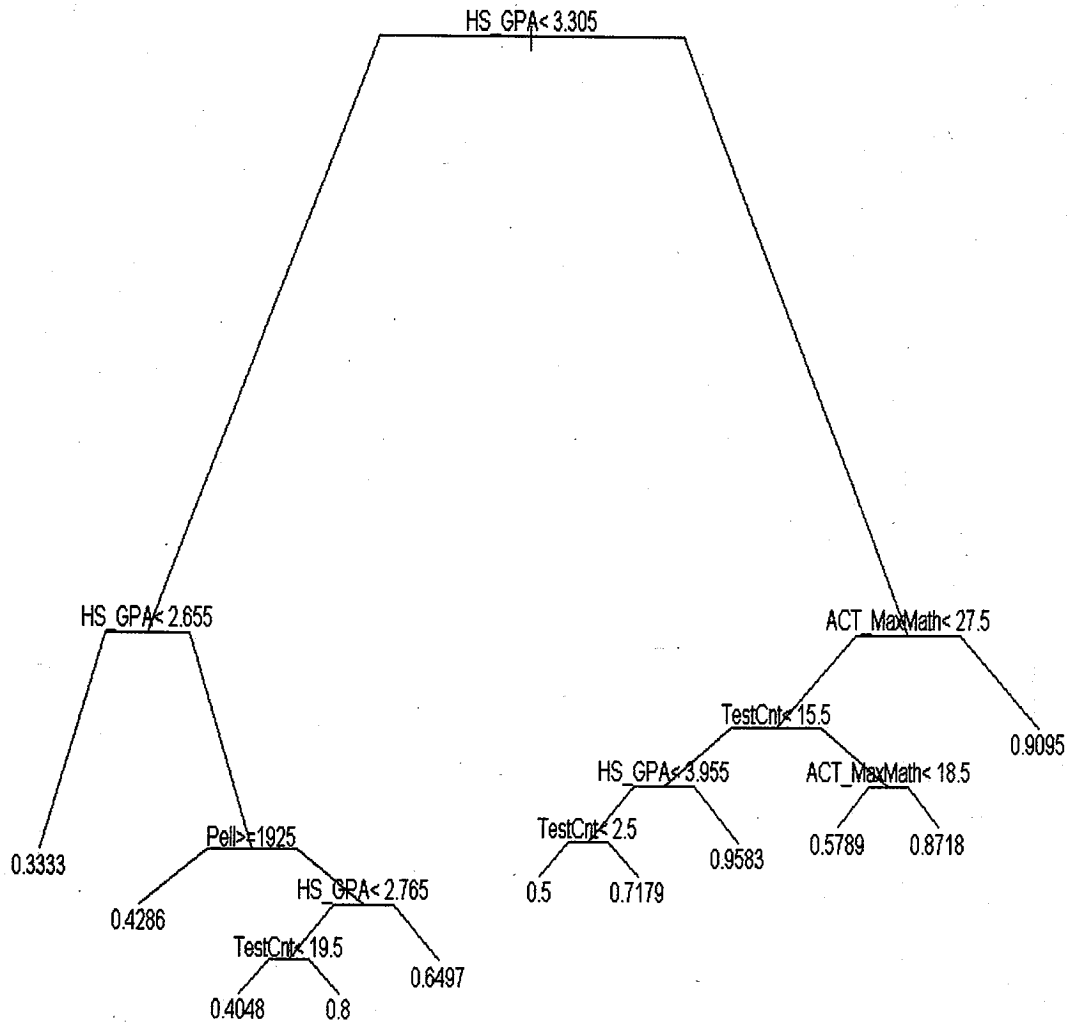 HS_GPA< 3.305
HS_GPA< 2.655
ACT_MaxMath< 27.5
TestCnt< 15.5
0.9095
HS_GPA< 3.955
ACT_MaxMath< 18.5
TestCnt< 2.5
Pell>=1925
0.3333
0.9583
0.5789
0.8718
0.5
0.7179
HS_GPA< 2.765
0.4286
TestCnt< 19.5
0.6497
0.4048
0.8